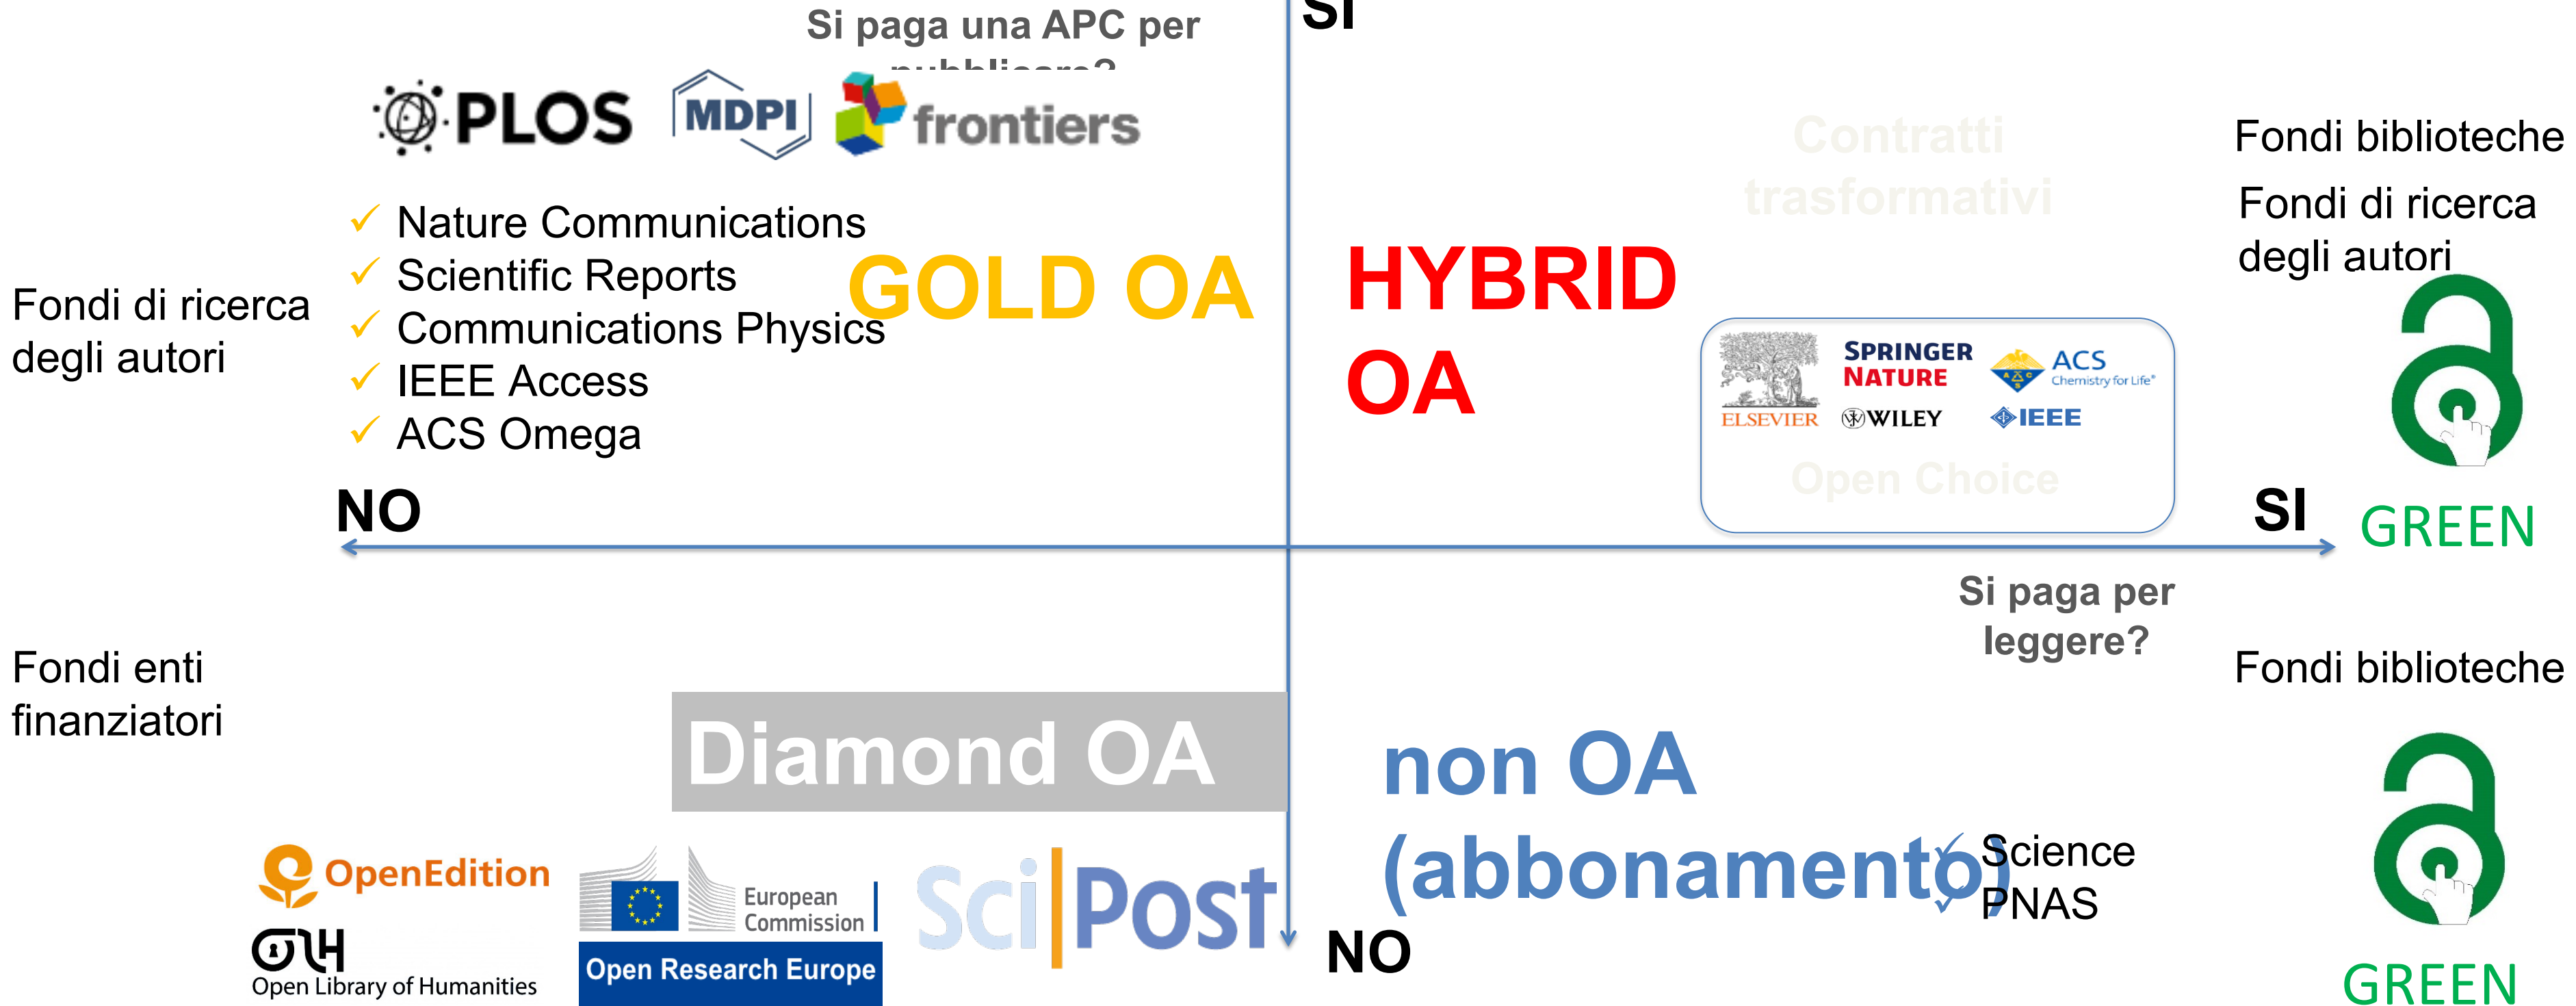 SI
Si paga una APC per
pubblicare?
PLOS
MDPI
frontiers
Contratti
trasformativi
Fondi biblioteche
Fondi di ricerca
degli autori
Nature Communications
Scientific Reports
Communications Physics
IEEE Access
ACS Omega
GOLD OA
HYBRID
OA
Fondi di ricerca
degli autori
ELSEVIER
SPRINGER
NATURE
WILEY
ACS
Chemistry for Life®
IEEE
Open Choice
NO
SI
GREEN
Si paga per
leggere?
Fondi enti
finanziatori
Fondi biblioteche
Diamond OA
non OA
(abbonamento)
Science
PNAS
OpenEdition
OLH
Open Library of Humanities
European
Commission
Open Research Europe
Sci|Post
NO
GREEN